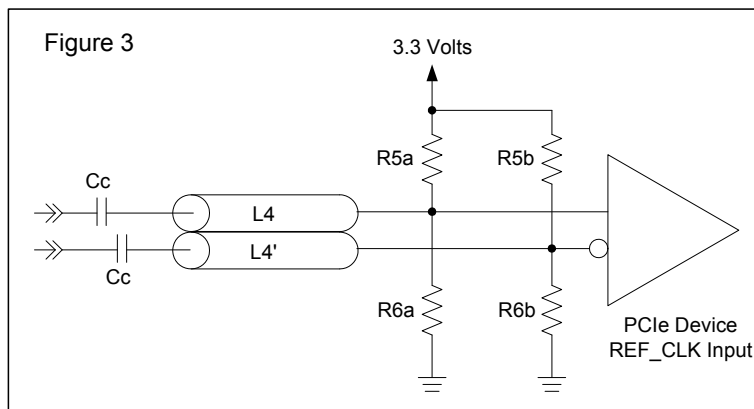 Figure 3
3.3 Volts
R5a
R5b
Cc
L4
L4'
Cc
R6a
R6b
PCIe Device
REF_CLK Input